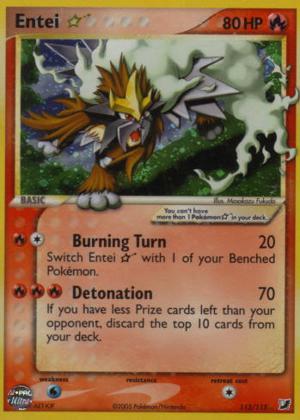 Entei ☆ 80 HP
BASIC
Illus. Masakazu Fukuda
You can't have
more than 1 Pokémon☆ in your deck.
Burning Turn 20
Switch Entei ☆ with 1 of your Benched
Pokémon.
Detonation 70
If you have less Prize cards left than your
opponent, discard the top 10 cards from
your deck.
weakness resistance retreat cost
©2005 Pokémon/Nintendo
113/115